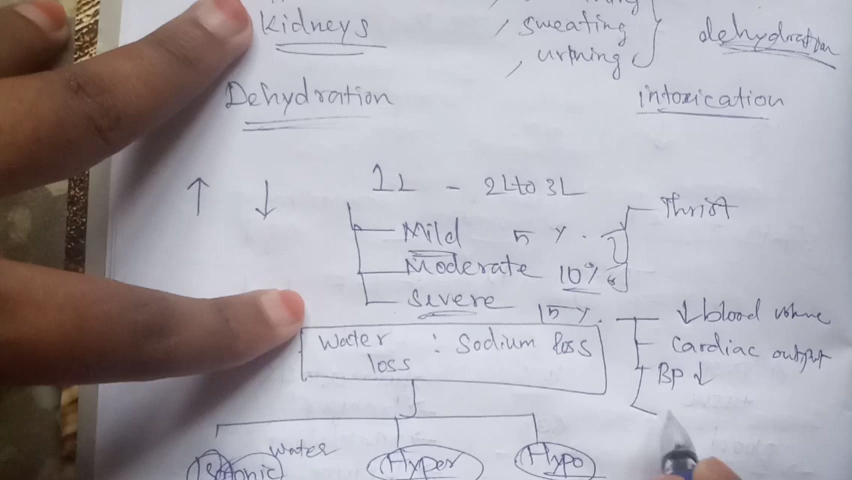 Kidneys
, sweating
, urining
dehydration
Dehydration
intoxication
↑ ↓
1L - 2L to 3L
Thrist
Mild 5 %.
Moderate 10%
Severe 15 %.
↓ blood volume
Cardiac output
BP ↓
Water : Sodium loss
loss
Isotonic
water
Hyper
Hypo